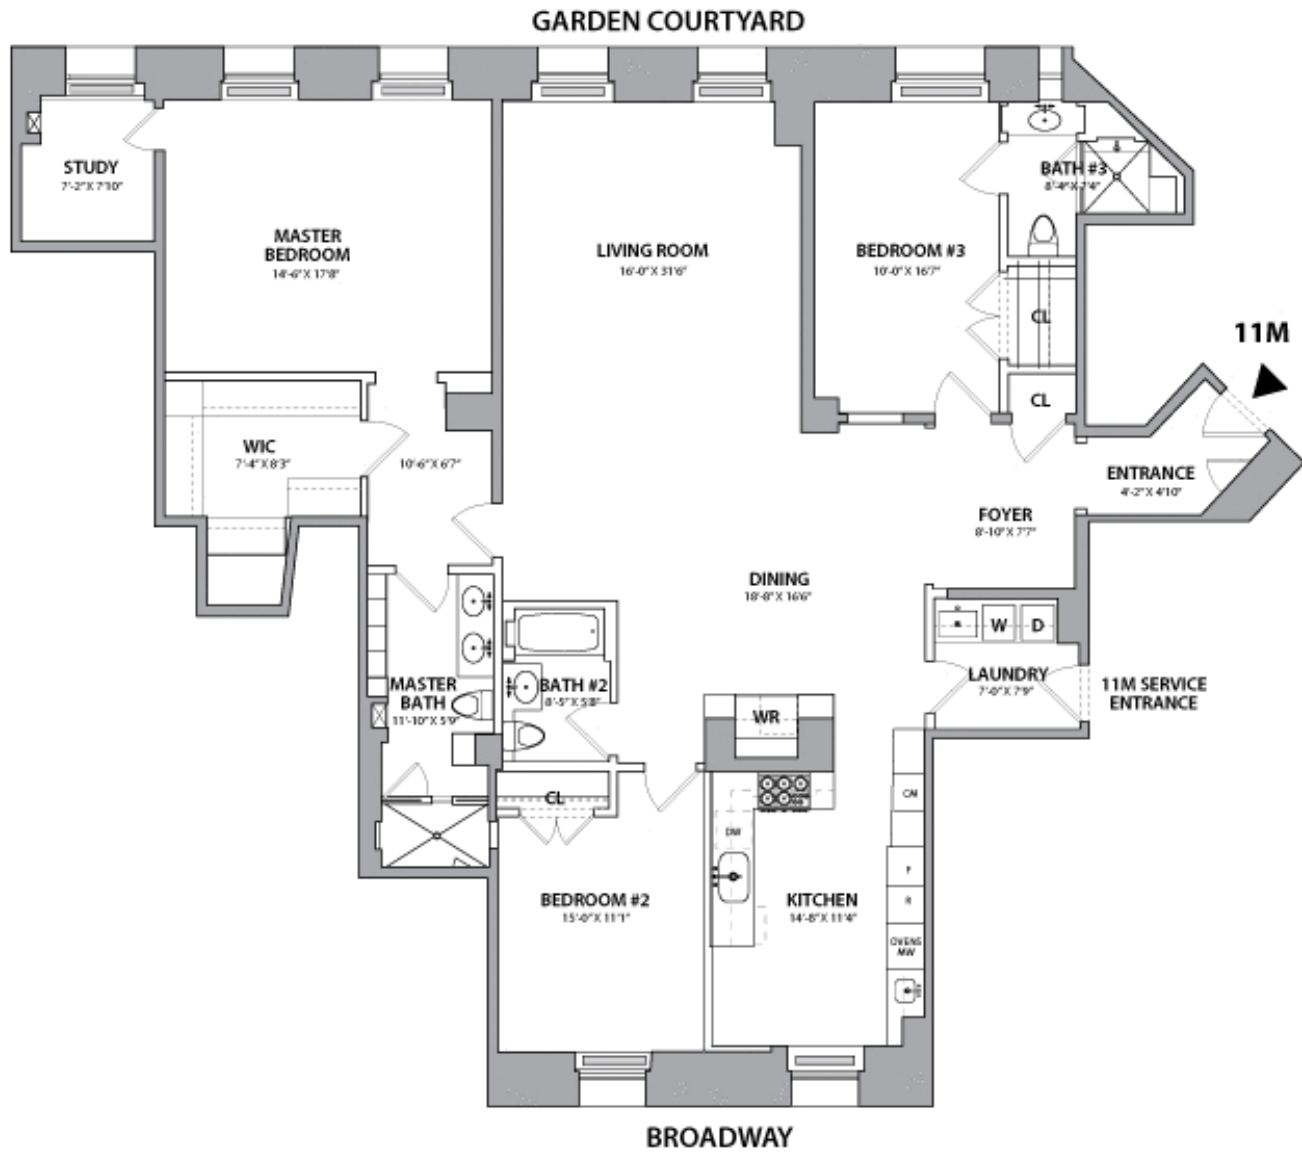 GARDEN COURTYARD
STUDY
7'-2" X 7'10"
MASTER
BEDROOM
14'-6" X 17'8"
LIVING ROOM
16'-0" X 31'6"
BEDROOM #3
10'-0" X 16'7"
BATH #3
8'-4" X 7'4"
CL
CL
11M
WIC
7'-4" X 8'3"
10'-6" X 6'7"
ENTRANCE
4'-2" X 4'10"
FOYER
8'-10" X 7'7"
DINING
18'-8" X 16'6"
W
D
LAUNDRY
7'-0" X 7'9"
11M SERVICE
ENTRANCE
MASTER
BATH
11'-10" X 5'9"
BATH #2
8'-5" X 5'8"
WR
CL
CM
DW
F
R
OVENS
MW
BEDROOM #2
15'-0" X 11'1"
KITCHEN
14'-8" X 11'4"
BROADWAY